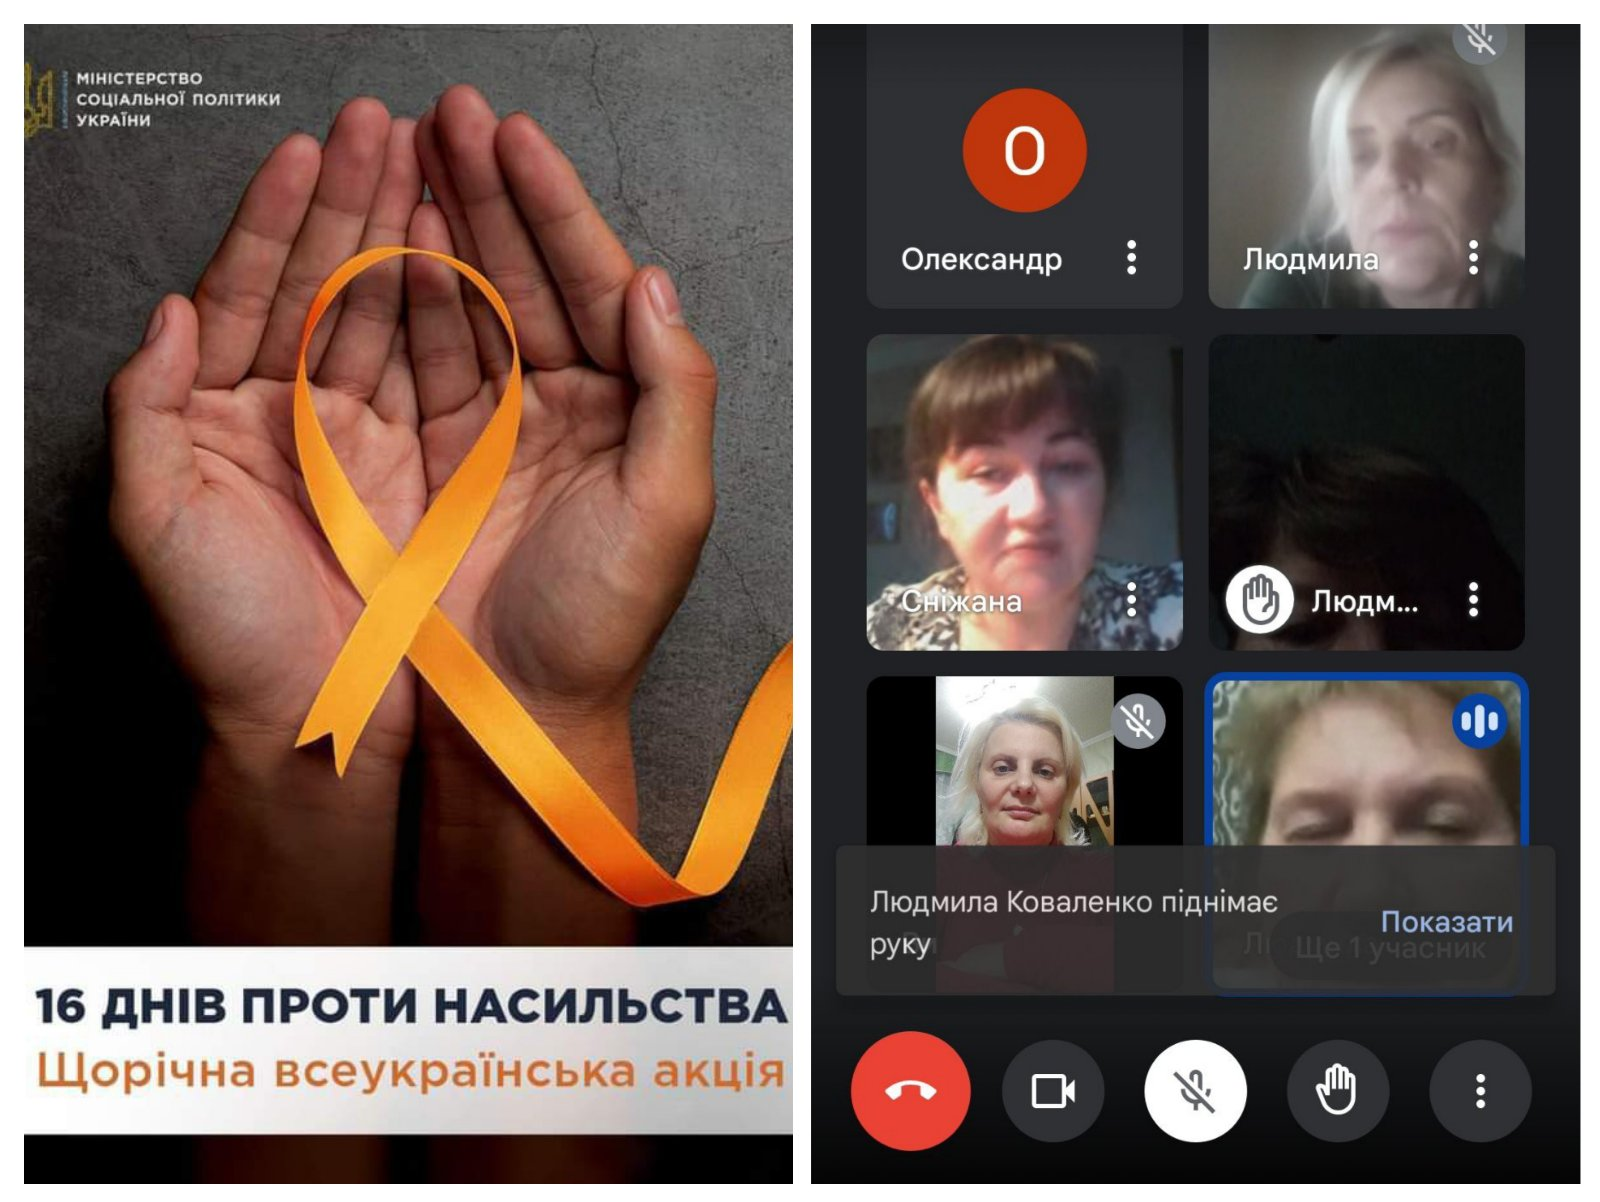 МІНІСТЕРСТВО
СОЦІАЛЬНОЇ ПОЛІТИКИ
УКРАЇНИ
16 ДНІВ ПРОТИ НАСИЛЬСТВА
Щорічна всеукраїнська акція
О
Олександр
Людмила
Сніжана
Людм...
Людмила Коваленко піднімає
руку
Показати
Ще 1 учасник